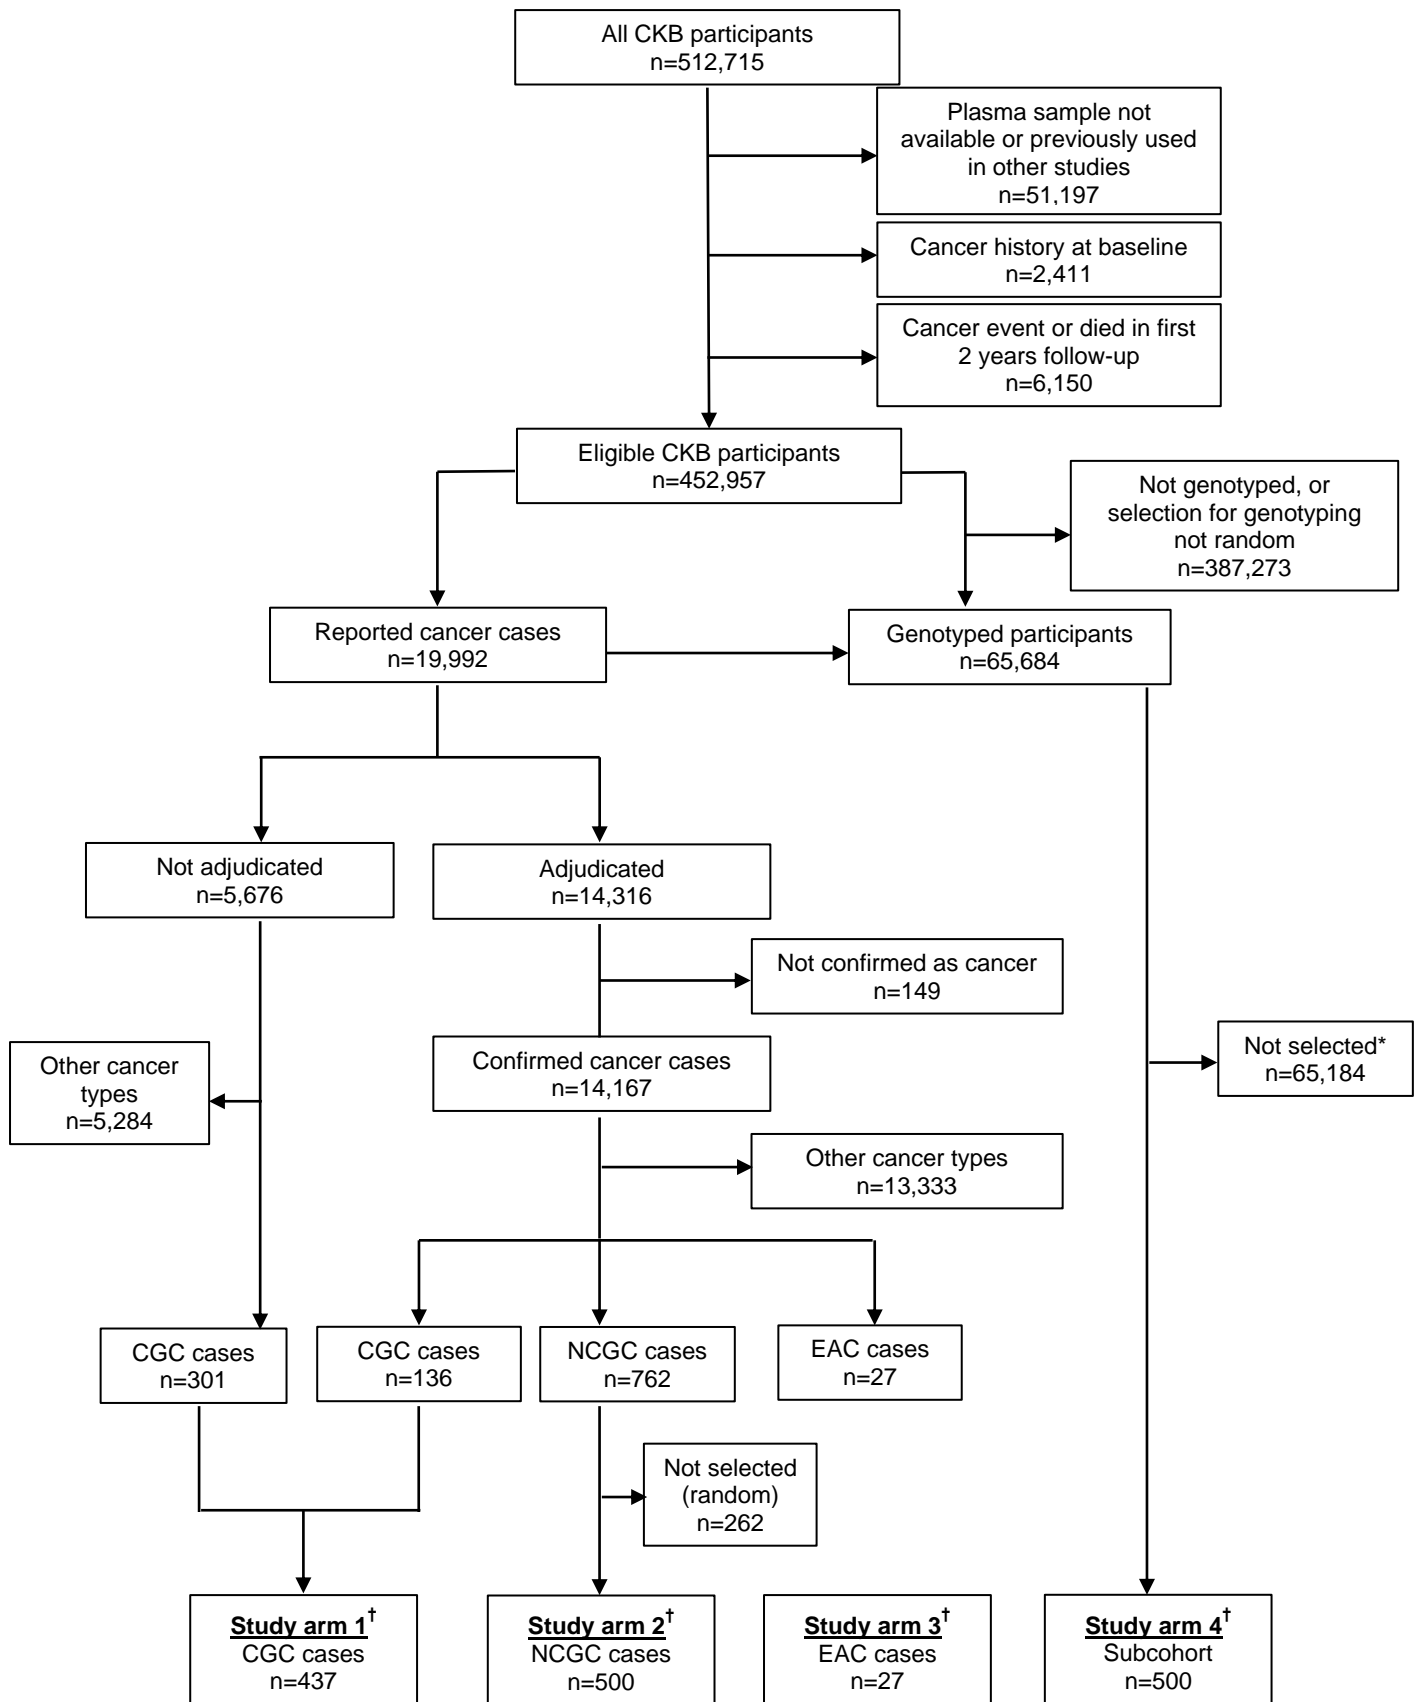 All CKB participants
n=512,715
Plasma sample not
available or previously used
in other studies
n=51,197
Cancer history at baseline
n=2,411
Cancer event or died in first
2 years follow-up
n=6,150
Eligible CKB participants
n=452,957
Not genotyped, or
selection for genotyping
not random
n=387,273
Reported cancer cases
n=19,992
Genotyped participants
n=65,684
Not adjudicated
n=5,676
Adjudicated
n=14,316
Not confirmed as cancer
n=149
Other cancer
types
n=5,284
Confirmed cancer cases
n=14,167
Not selected*
n=65,184
Other cancer types
n=13,333
CGC cases
n=301
CGC cases
n=136
NCGC cases
n=762
EAC cases
n=27
Not selected
(random)
n=262
Study arm 1†
CGC cases
n=437
Study arm 2†
NCGC cases
n=500
Study arm 3†
EAC cases
n=27
Study arm 4†
Subcohort
n=500